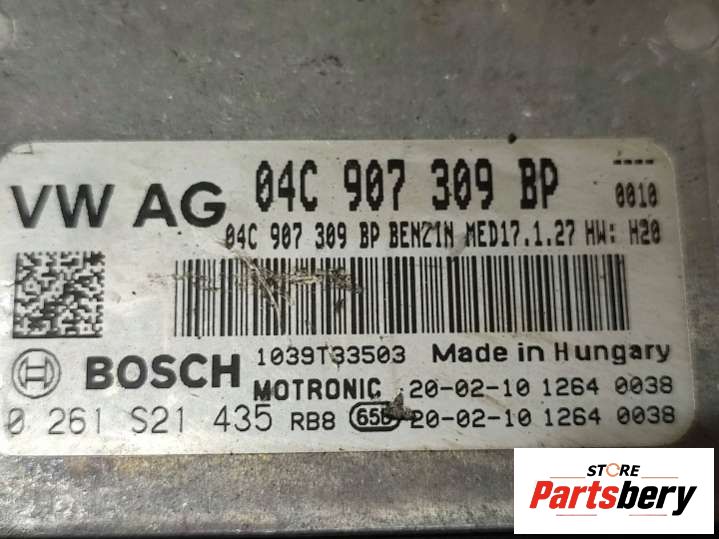 VW AG 04C 907 309 BP ---- 0010
04C 907 309 BP BENZIN MED17.1.27 HW: H20
1039T33503 Made in Hungary
BOSCH
MOTRONIC 20-02-10 1264 0038
0 261 S21 435 RB8 20-02-10 1264 0038
STORE
Partsbery